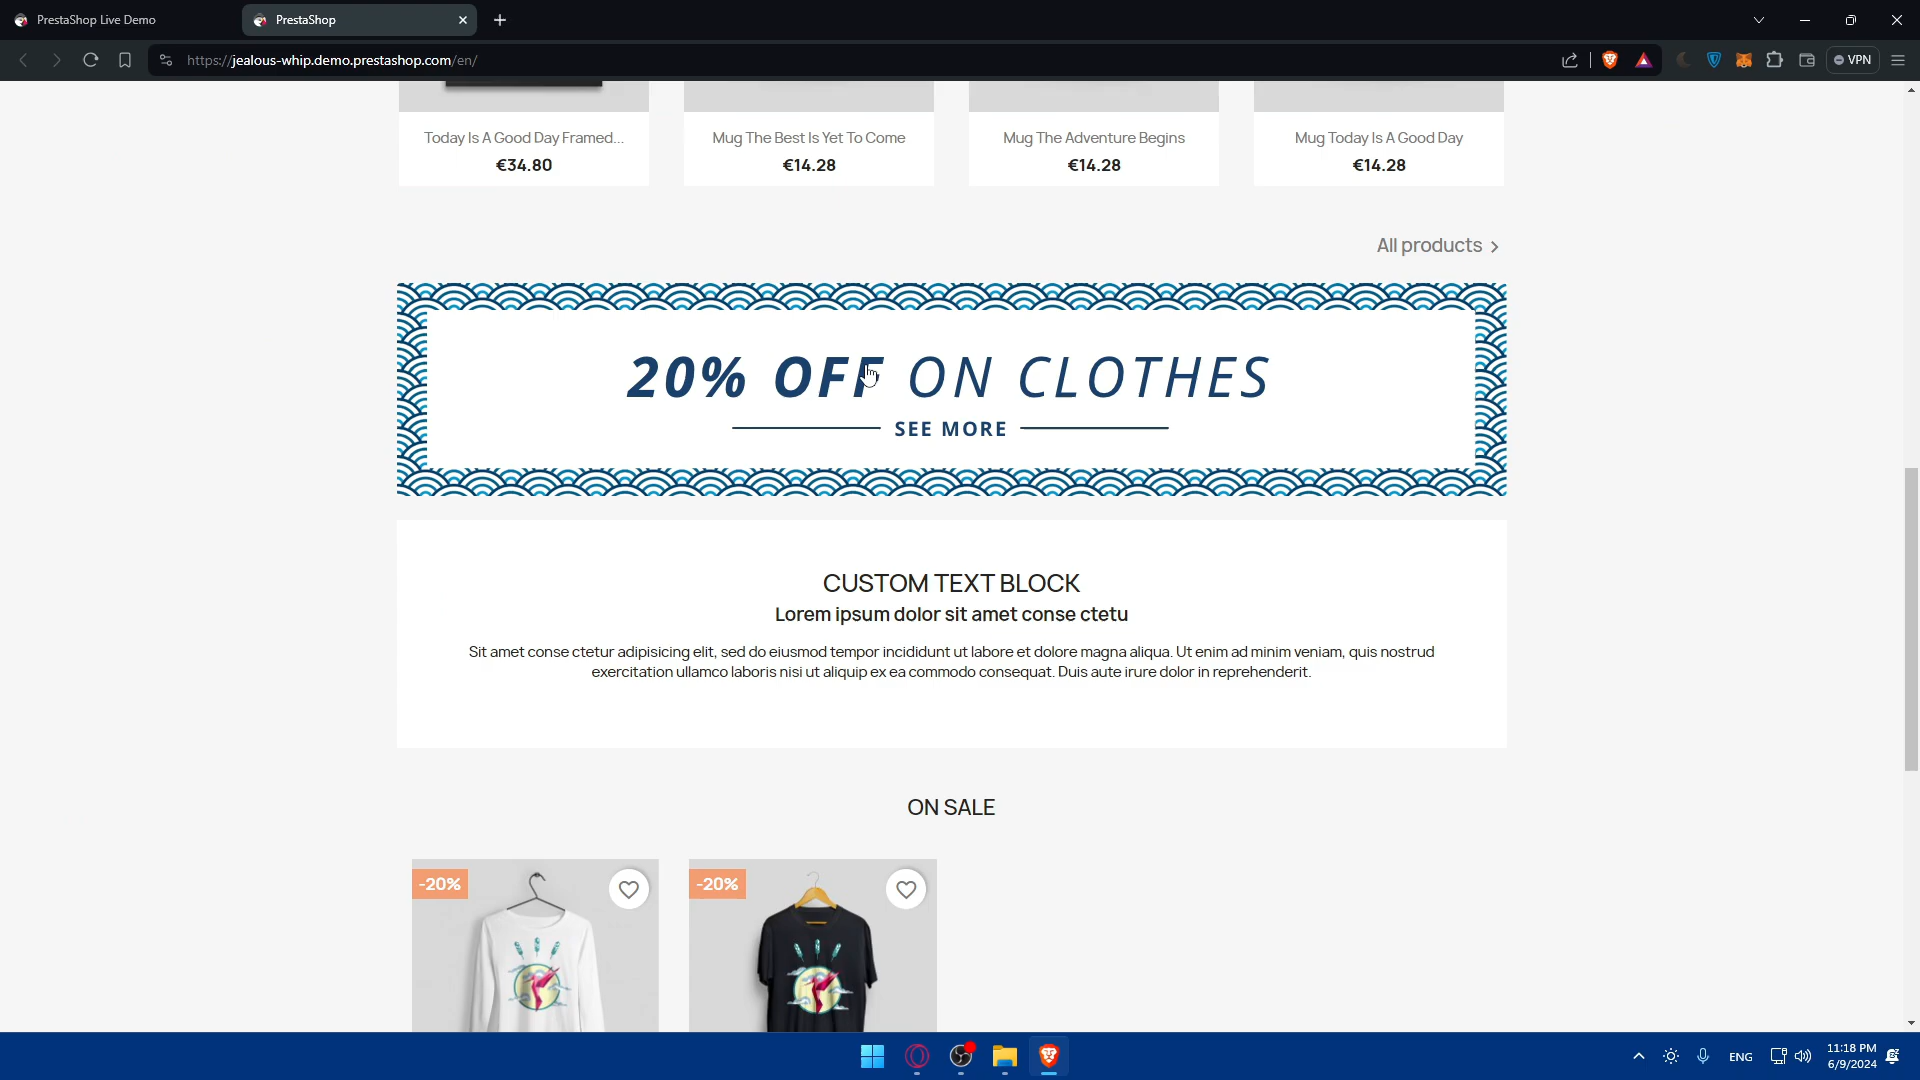 PrestaShop Live Demo
PrestaShop
https://jealous-whip.demo.prestashop.com/en/
VPN
Today Is A Good Day Framed...
€34.80
Mug The Best Is Yet To Come
€14.28
Mug The Adventure Begins
€14.28
Mug Today Is A Good Day
€14.28
All products
20% OFF ON CLOTHES
SEE MORE
CUSTOM TEXT BLOCK
Lorem ipsum dolor sit amet conse ctetu
Sit amet conse ctetur adipisicing elit, sed do eiusmod tempor incididunt ut labore et dolore magna aliqua. Ut enim ad minim veniam, quis nostrud
exercitation ullamco laboris nisi ut aliquip ex ea commodo consequat. Duis aute irure dolor in reprehenderit.
ON SALE
-20%
-20%
ENG
11:18 PM
6/9/2024